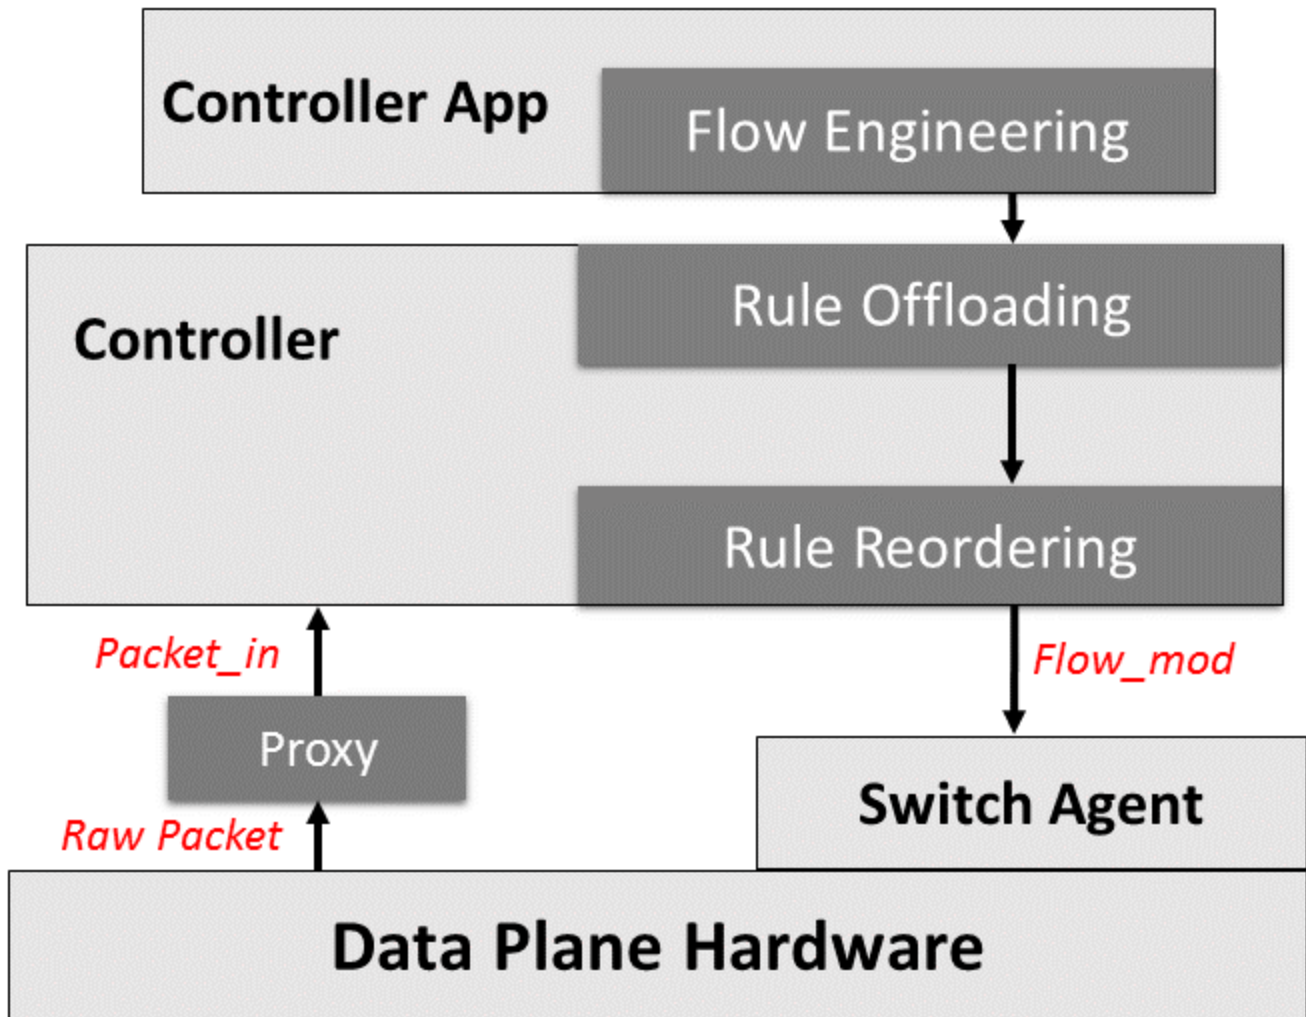 Controller App
Flow Engineering
Controller
Rule Offloading
Rule Reordering
Packet_in
Flow_mod
Proxy
Raw Packet
Switch Agent
Data Plane Hardware